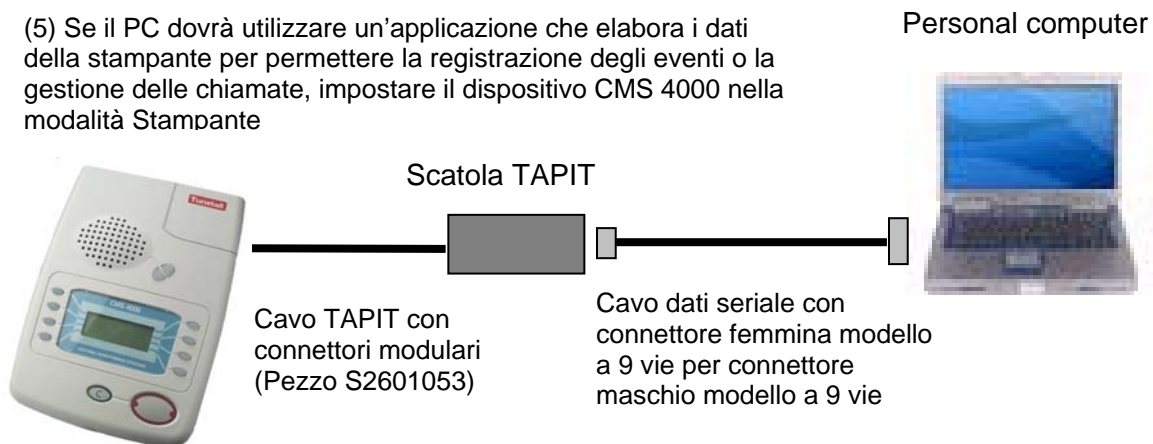 (5) Se il PC dovrà utilizzare un’applicazione che elabora i dati
della stampante per permettere la registrazione degli eventi o la
gestione delle chiamate, impostare il dispositivo CMS 4000 nella
modalità Stampante
Personal computer
Scatola TAPIT
Tunstall
CMS 4000
C
Cavo TAPIT con
connettori modulari
(Pezzo S2601053)
Cavo dati seriale con
connettore femmina modello
a 9 vie per connettore
maschio modello a 9 vie